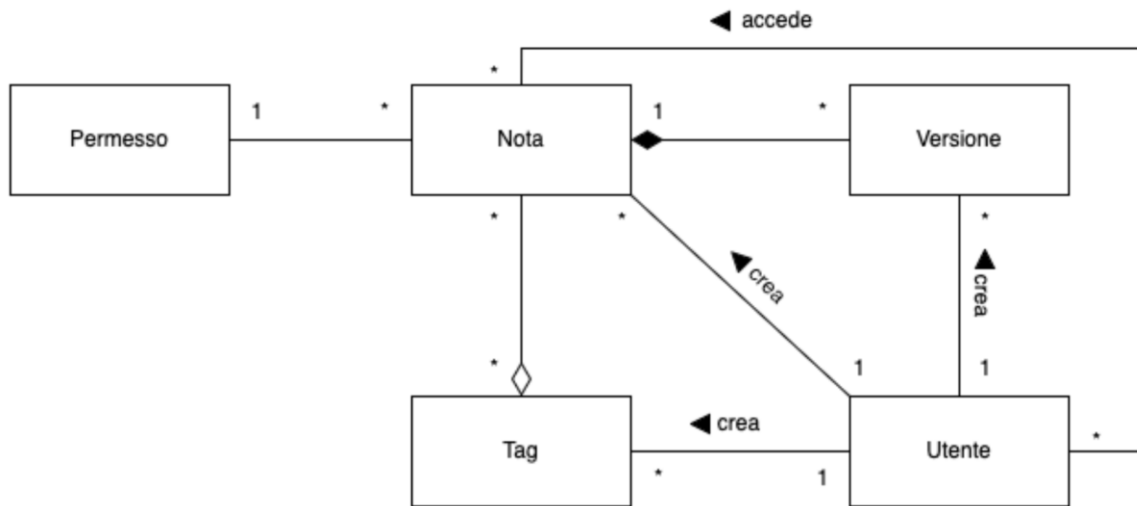 ◀ accede
*
1
*
1
*
Permesso
Nota
Versione
*
*
*
◀ crea
◀ crea
*
1
1
◀ crea
*
Tag
Utente
*
1